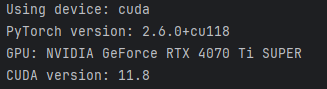 Using device: cuda
PyTorch version: 2.6.0+cu118
GPU: NVIDIA GeForce RTX 4070 Ti SUPER
CUDA version: 11.8